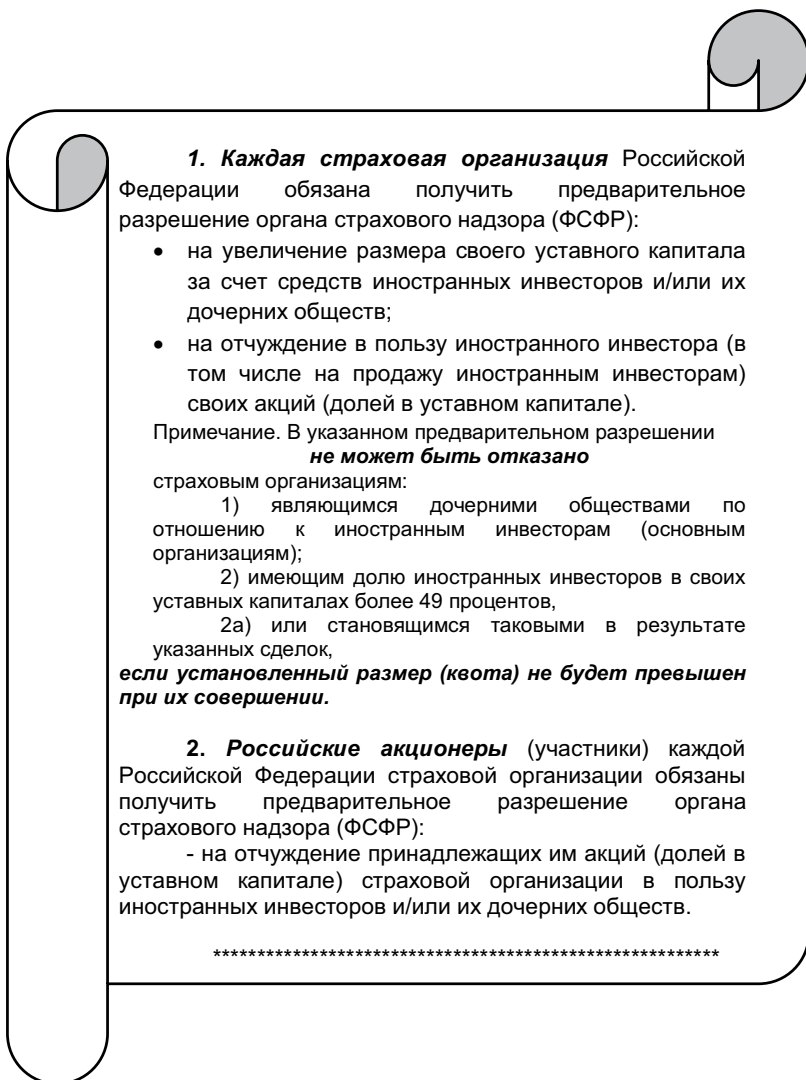 1. Каждая страховая организация Российской
Федерации обязана получить предварительное
разрешение органа страхового надзора (ФСФР):
• на увеличение размера своего уставного капитала
за счет средств иностранных инвесторов и/или их
дочерних обществ;
• на отчуждение в пользу иностранного инвестора (в
том числе на продажу иностранным инвесторам)
своих акций (долей в уставном капитале).
Примечание. В указанном предварительном разрешении
не может быть отказано
страховым организациям:
1) являющимся дочерними обществами по
отношению к иностранным инвесторам (основным
организациям);
2) имеющим долю иностранных инвесторов в своих
уставных капиталах более 49 процентов,
2а) или становящимся таковыми в результате
указанных сделок,
если установленный размер (квота) не будет превышен
при их совершении.
2. Российские акционеры (участники) каждой
Российской Федерации страховой организации обязаны
получить предварительное разрешение органа
страхового надзора (ФСФР):
- на отчуждение принадлежащих им акций (долей в
уставном капитале) страховой организации в пользу
иностранных инвесторов и/или их дочерних обществ.
*********************************************************